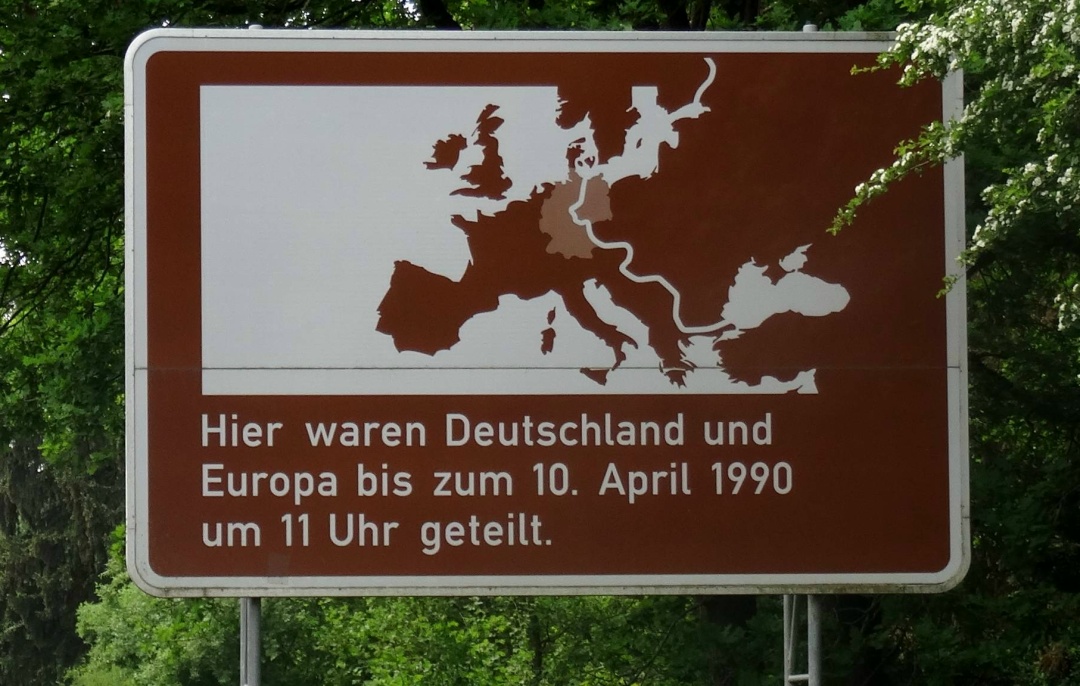 Hier waren Deutschland und
Europa bis zum 10. April 1990
um 11 Uhr geteilt.